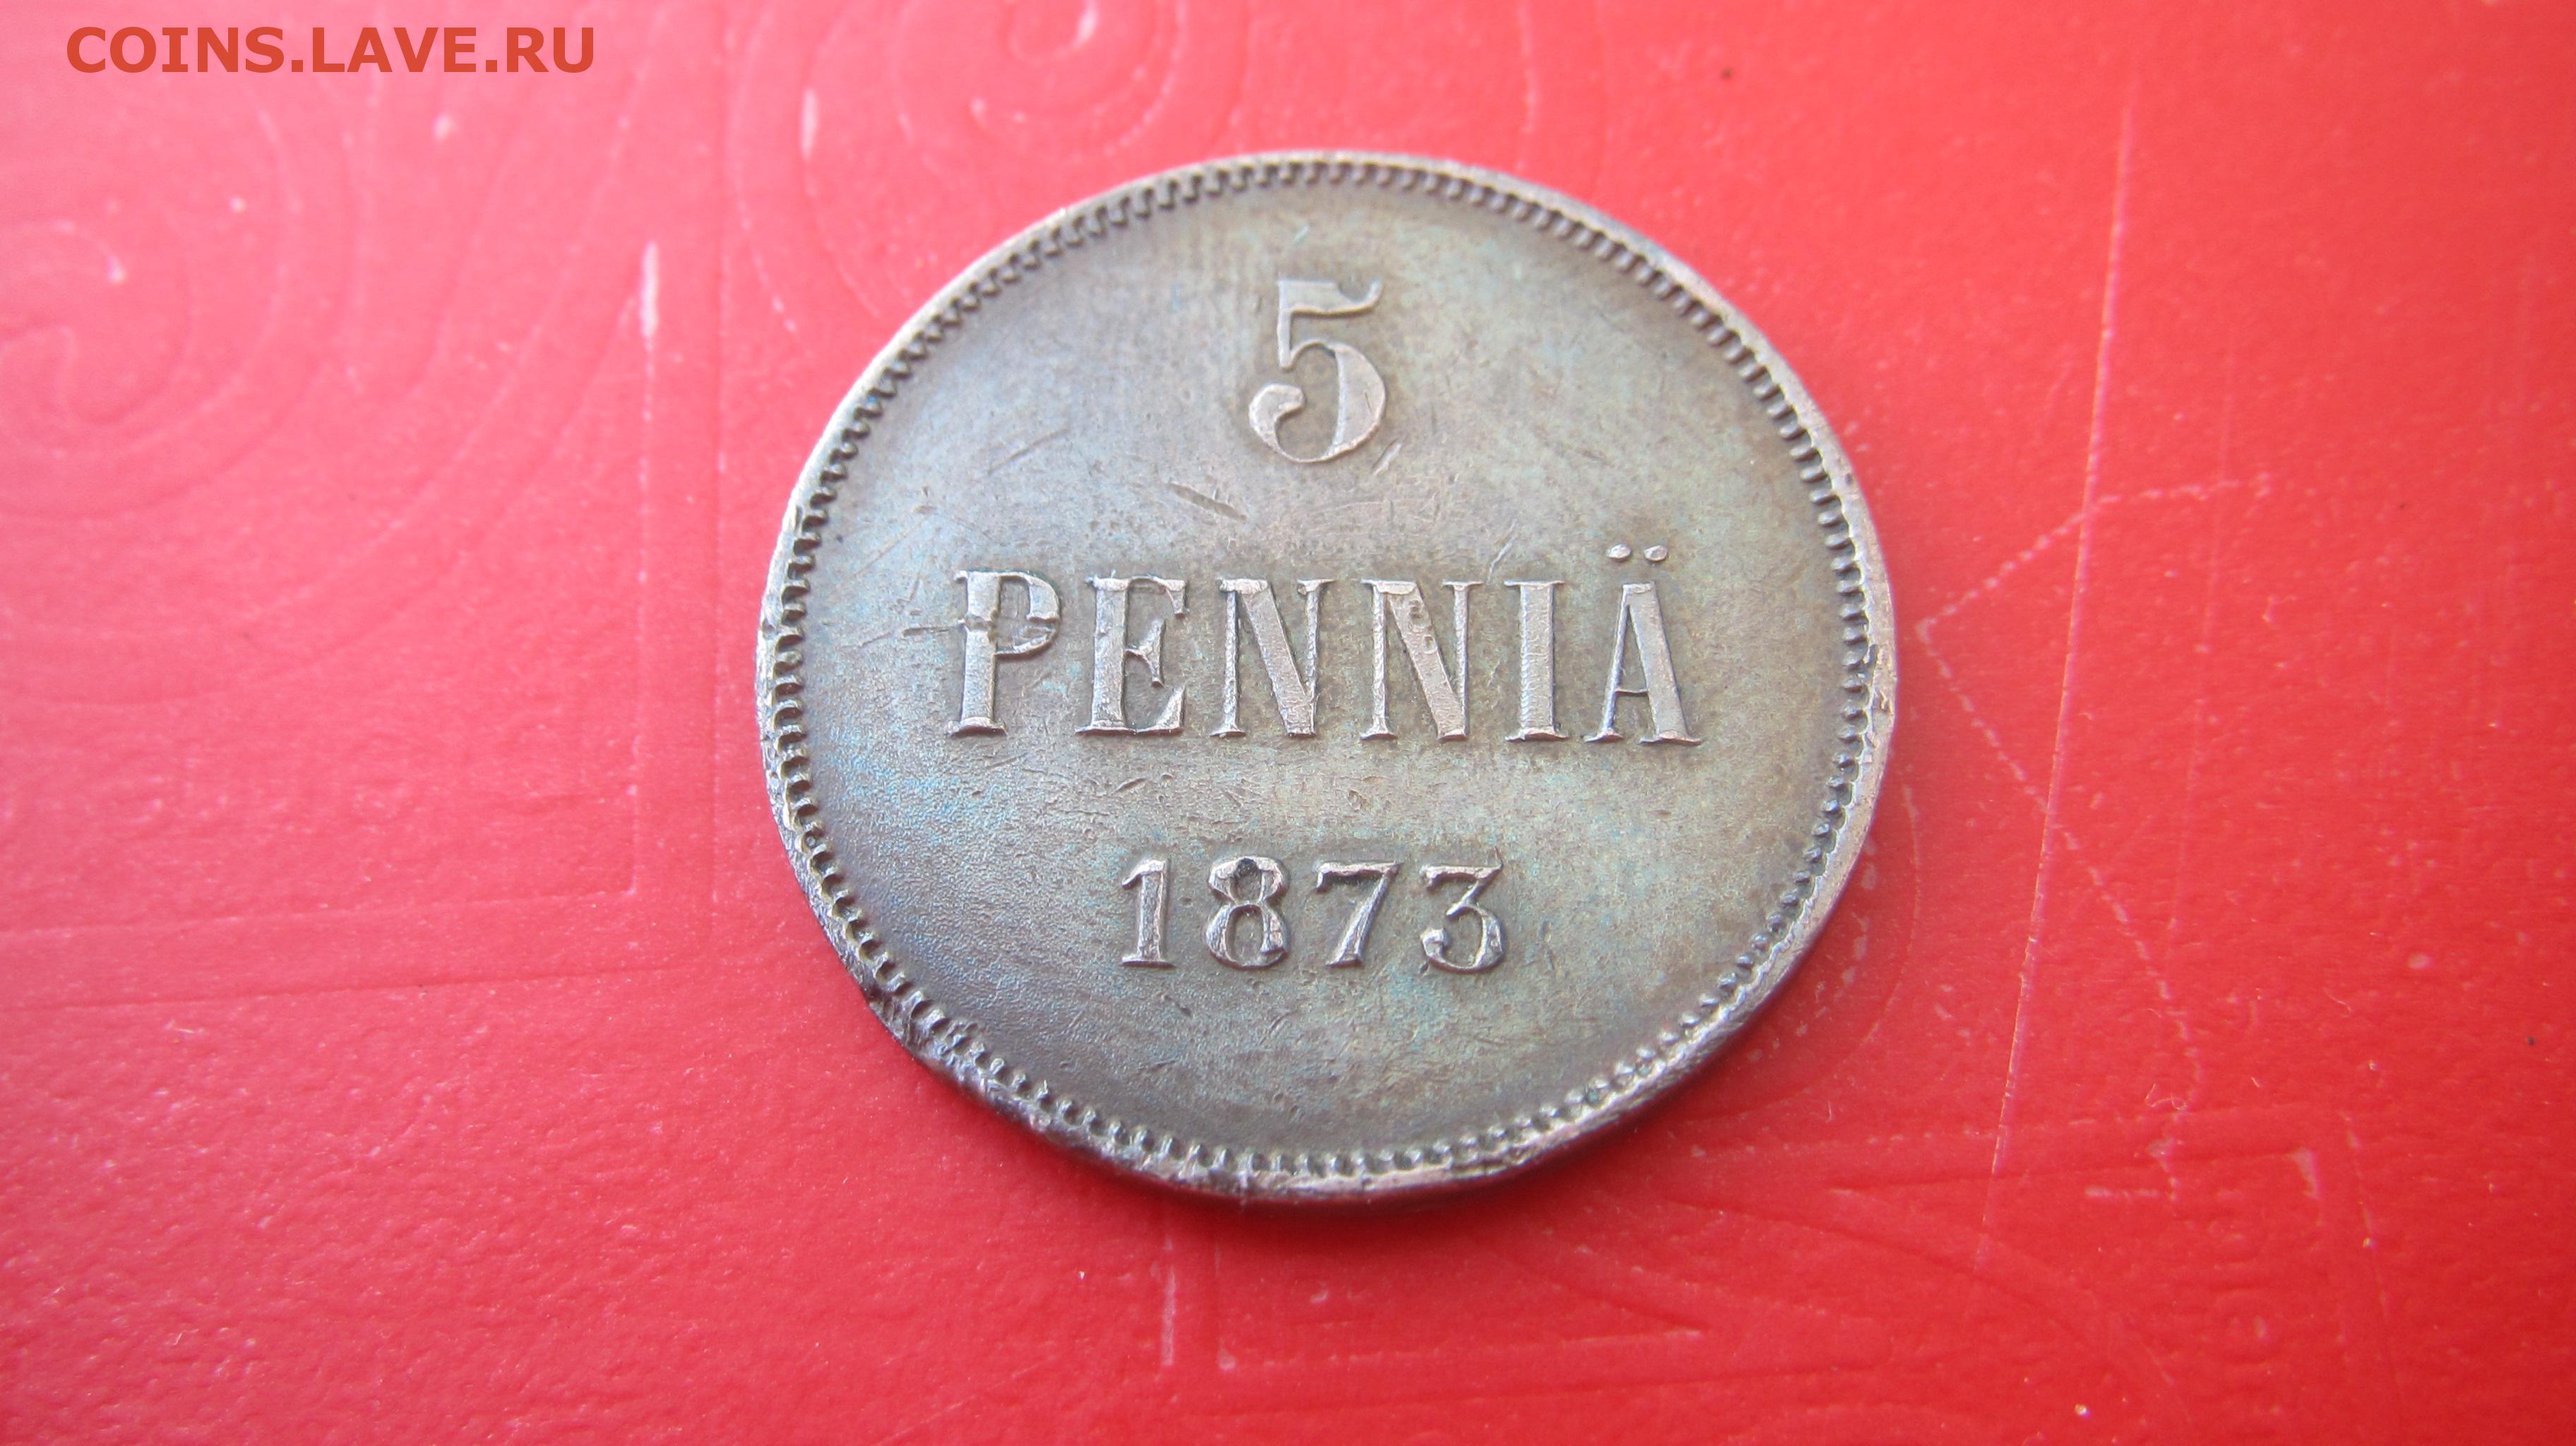 COINS.LAVE.RU
5
PENNIÄ
1873